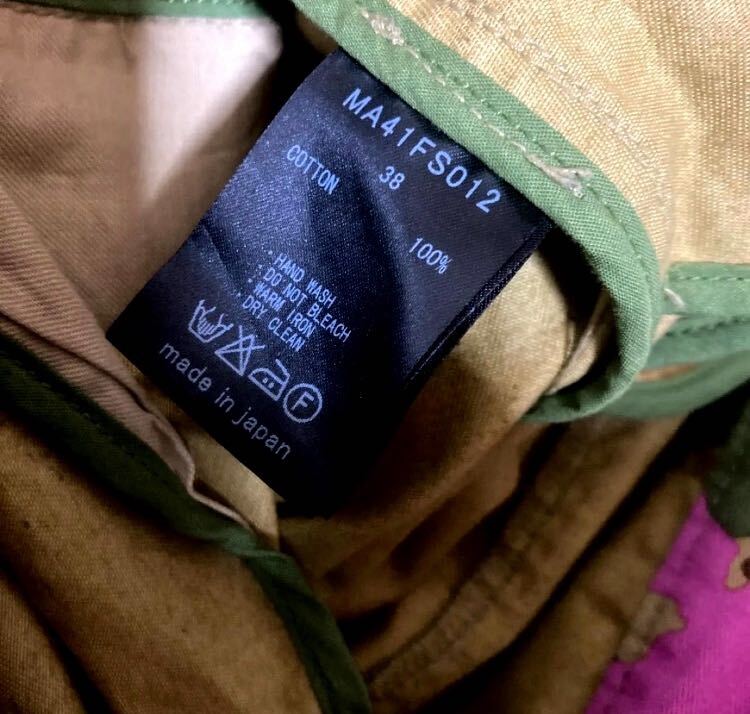 MA41FS012
38
COTTON 100%
・HAND WASH
・DO NOT BLEACH
・WARM IRON
・DRY CLEAN
F
made in japan